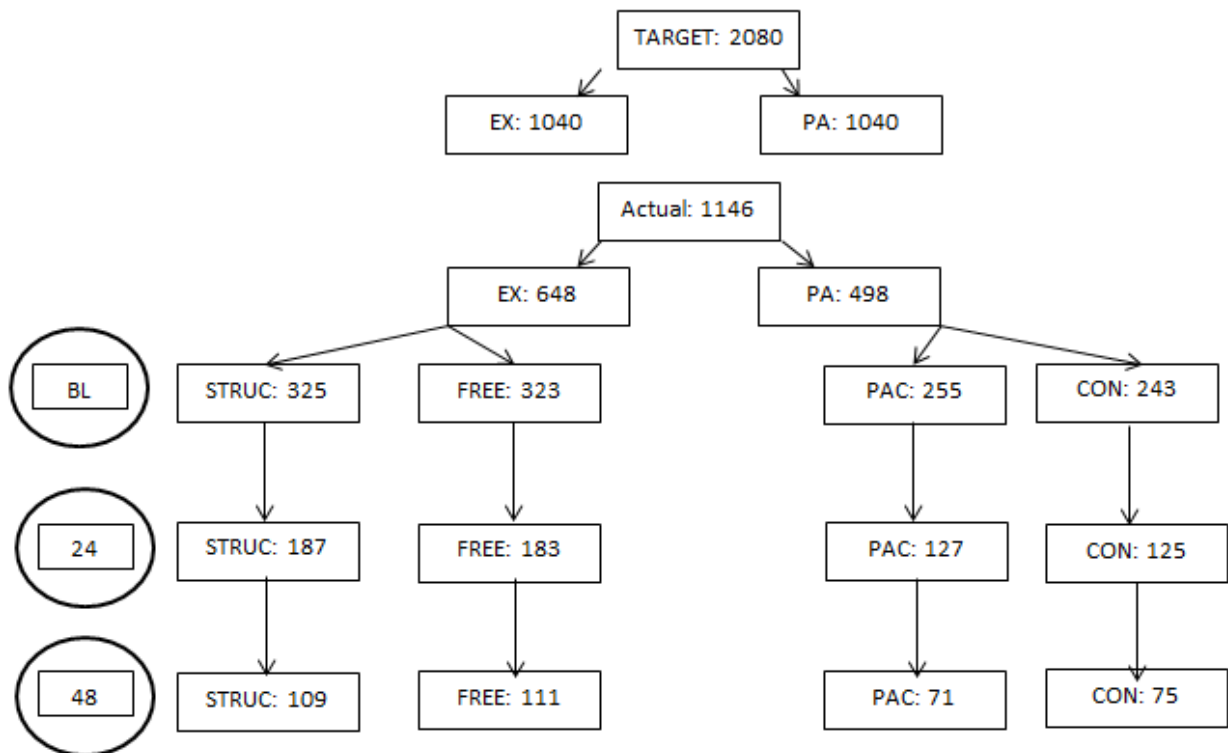 TARGET: 2080
EX: 1040
PA: 1040
Actual: 1146
EX: 648
PA: 498
BL
STRUC: 325
FREE: 323
PAC: 255
CON: 243
24
STRUC: 187
FREE: 183
PAC: 127
CON: 125
48
STRUC: 109
FREE: 111
PAC: 71
CON: 75